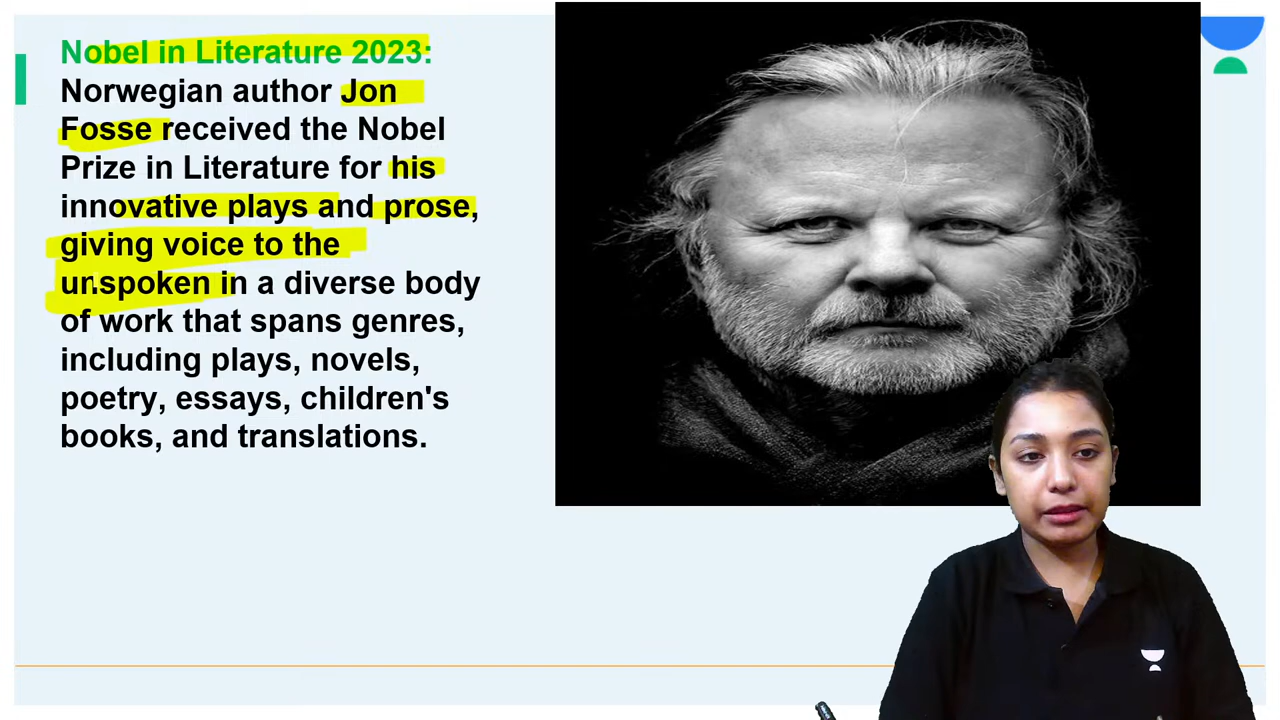 Nobel in Literature 2023:
Norwegian author Jon
Fosse received the Nobel
Prize in Literature for his
innovative plays and prose,
giving voice to the
unspoken in a diverse body
of work that spans genres,
including plays, novels,
poetry, essays, children's
books, and translations.